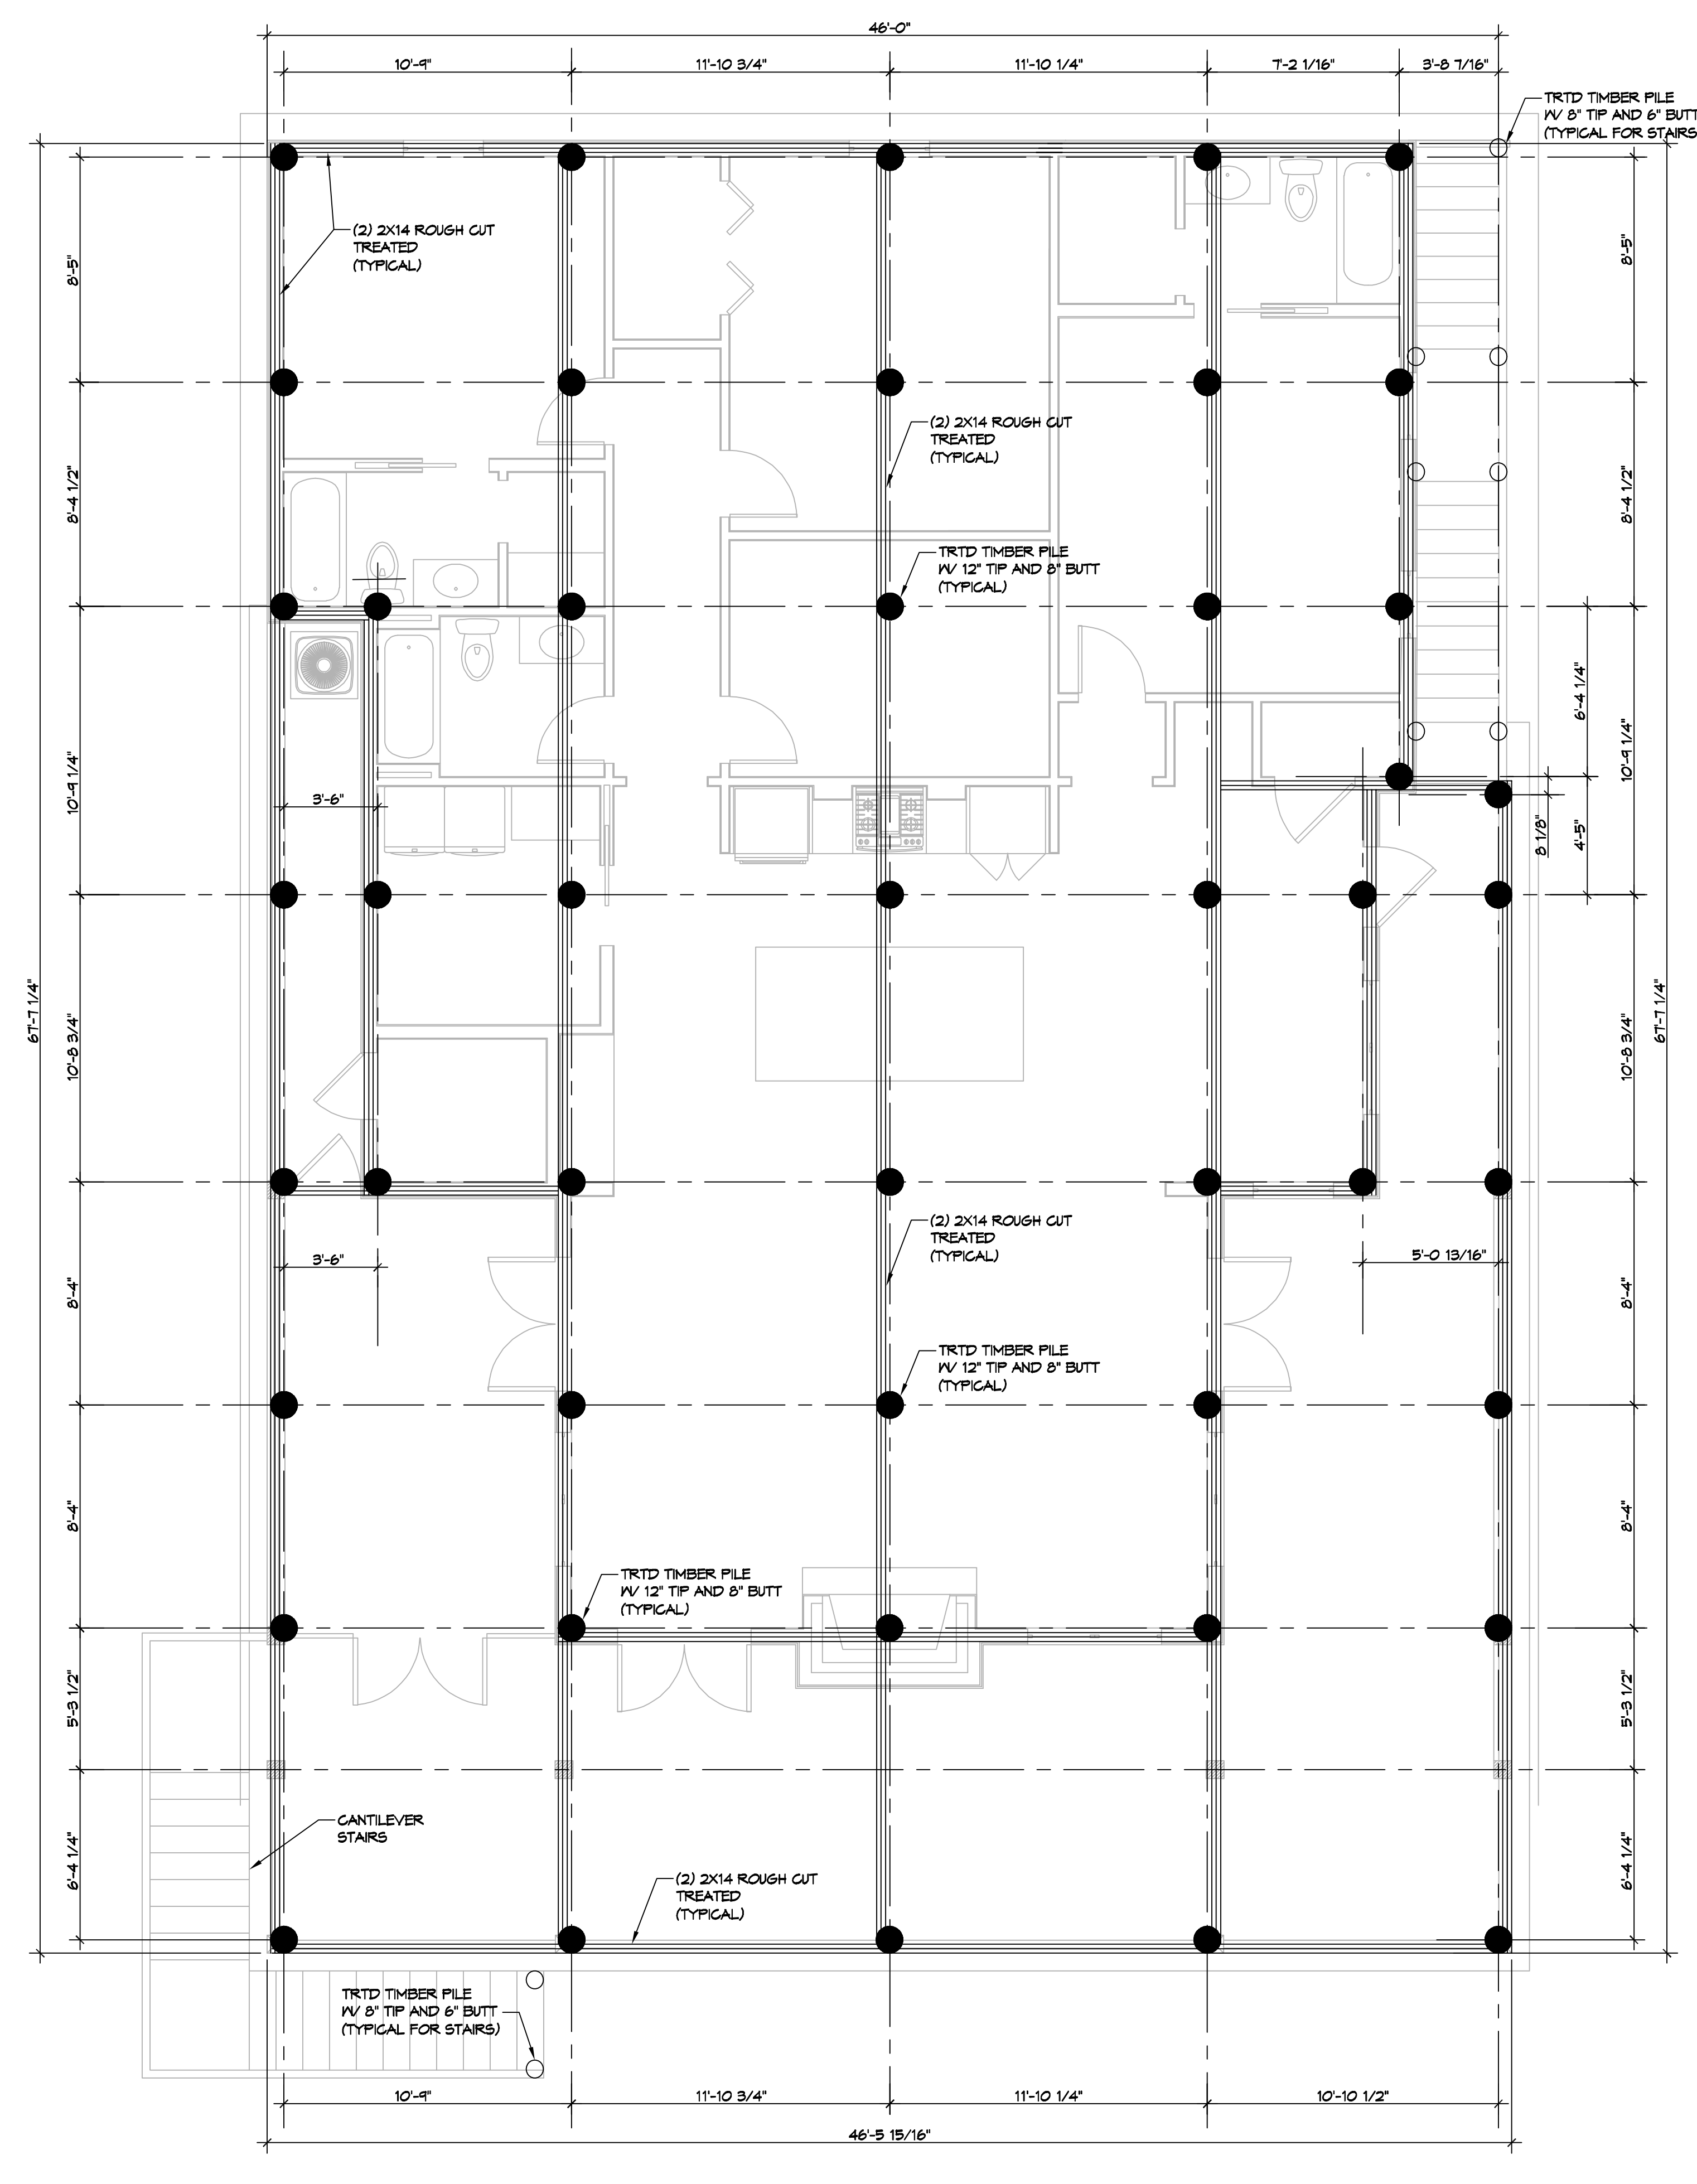 46'-0"
10'-9"
11'-10 3/4"
11'-10 1/4"
7'-2 1/16"
3'-8 7/16"
TRTD TIMBER PILE
W/ 8" TIP AND 6" BUTT
(TYPICAL FOR STAIRS
(2) 2X14 ROUGH CUT
TREATED
(TYPICAL)
8'-5"
8'-5"
(2) 2X14 ROUGH CUT
TREATED
(TYPICAL)
8'-4 1/2"
8'-4 1/2"
TRTD TIMBER PILE
W/ 12" TIP AND 8" BUTT
(TYPICAL)
6'-4 1/4"
10'-9 1/4"
10'-9 1/4"
3'-6"
8 1/8"
4'-5"
67'-7 1/4"
67'-7 1/4"
10'-8 3/4"
10'-8 3/4"
(2) 2X14 ROUGH CUT
TREATED
(TYPICAL)
3'-6"
5'-0 13/16"
8'-4"
8'-4"
TRTD TIMBER PILE
W/ 12" TIP AND 8" BUTT
(TYPICAL)
8'-4"
8'-4"
TRTD TIMBER PILE
W/ 12" TIP AND 8" BUTT
(TYPICAL)
5'-3 1/2"
5'-3 1/2"
CANTILEVER
STAIRS
6'-4 1/4"
6'-4 1/4"
(2) 2X14 ROUGH CUT
TREATED
(TYPICAL)
TRTD TIMBER PILE
W/ 8" TIP AND 6" BUTT
(TYPICAL FOR STAIRS)
10'-9"
11'-10 3/4"
11'-10 1/4"
10'-10 1/2"
46'-5 15/16"